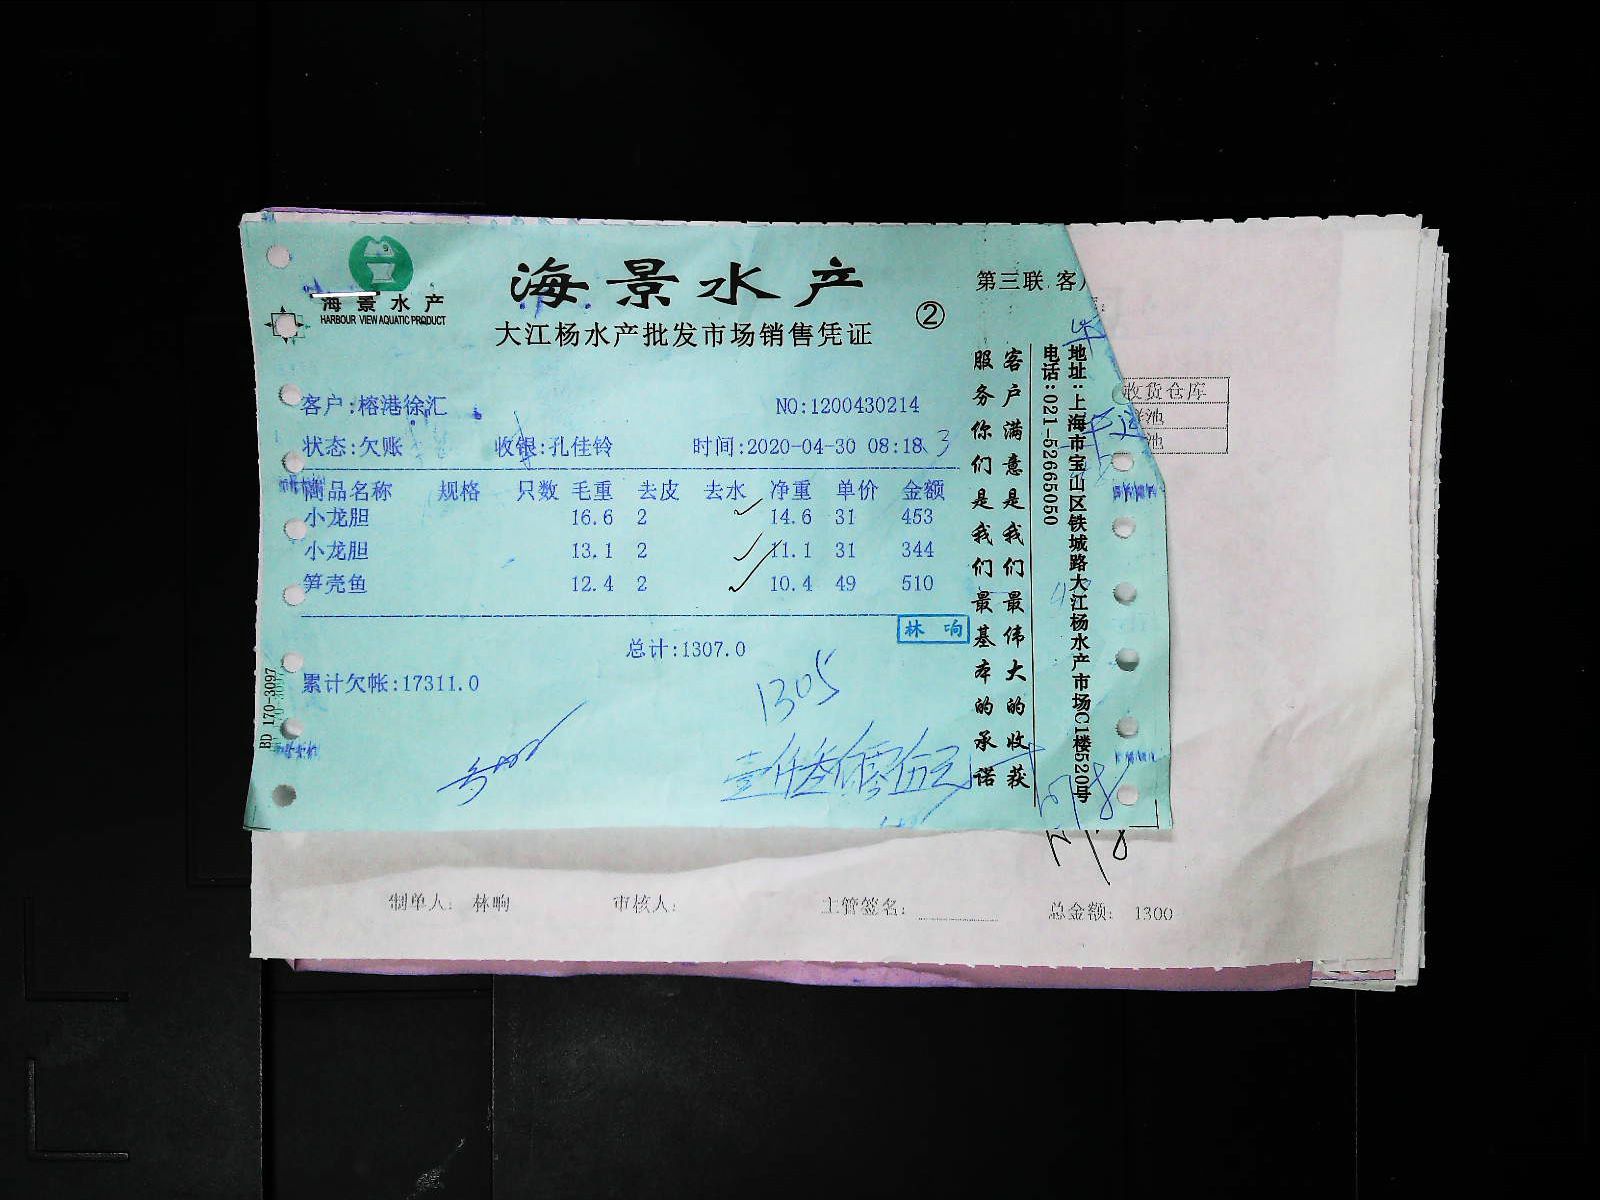 海景水产
HARBOUR VIEW AQUATIC PRODUCT
海景水产
大江杨水产批发市场销售凭证
②
第三联 客
客户:榕港徐汇
NO:1200430214
状态:欠账 收银:孔佳铃 时间:2020-04-30 08:18
商品名称 规格 只数 毛重 去皮 去水 净重 单价 金额
小龙胆 16.6 2 14.6 31 453
小龙胆 13.1 2 11.1 31 344
笋壳鱼 12.4 2 10.4 49 510
林响
总计:1307.0
累计欠帐:17311.0
1305
客户满意是我们最伟大的收获
服务你们是我们最基本的承诺
地址:上海市宝山区铁城路大江杨水产市场C1楼520号
电话:021-52665050
BD 170-3097
收货仓库
池
池
制单人: 林响 审核人: 主管签名: 总金额: 1300